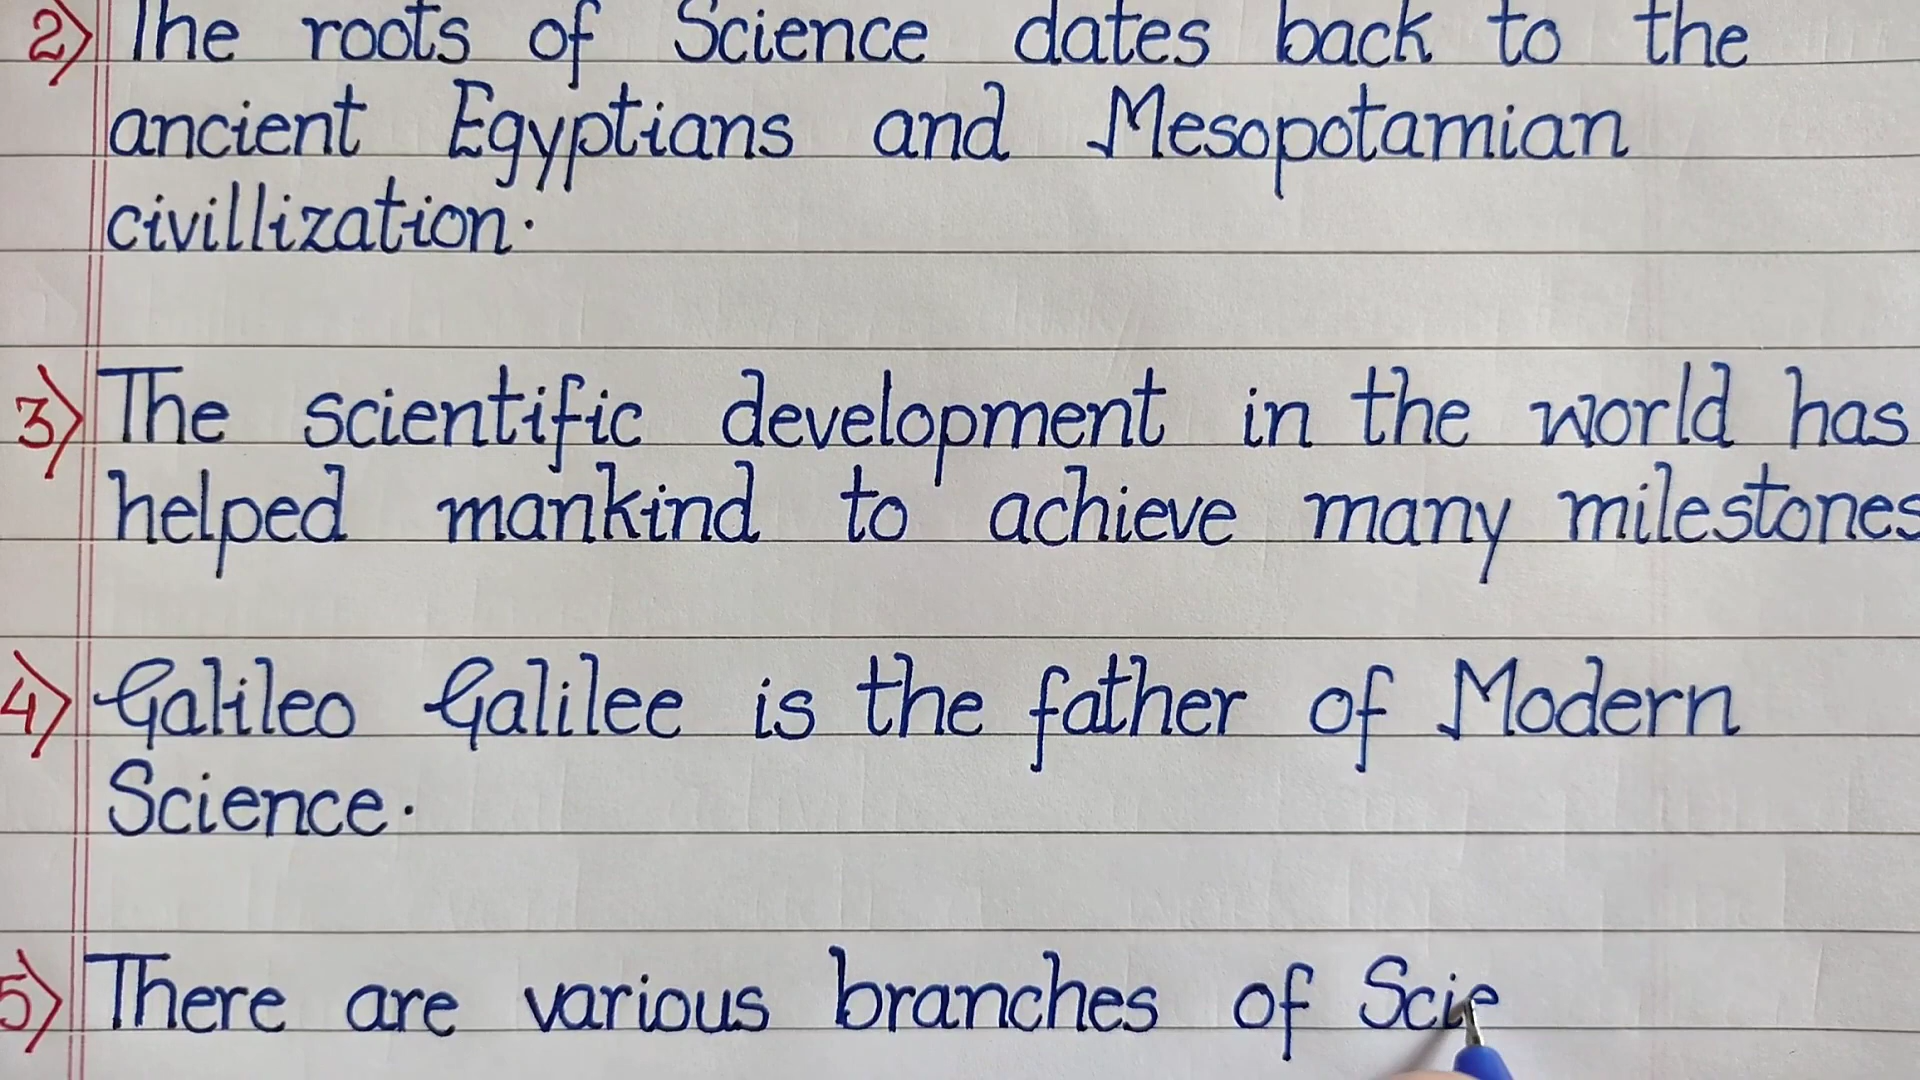 2) The roots of Science dates back to the
ancient Egyptians and Mesopotamian
civillization.
3) The scientific development in the world has
helped mankind to achieve many milestones
4) Galileo Galilee is the father of Modern
Science.
5) There are various branches of Scie